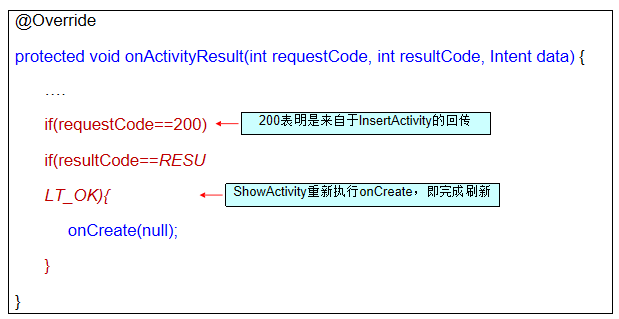 @Override
protected void onActivityResult(int requestCode, int resultCode, Intent data) {
....
if(requestCode==200)
200表明是来自于InsertActivity的回传
if(resultCode==RESU
LT_OK){
ShowActivity重新执行onCreate，即完成刷新
onCreate(null);
}
}